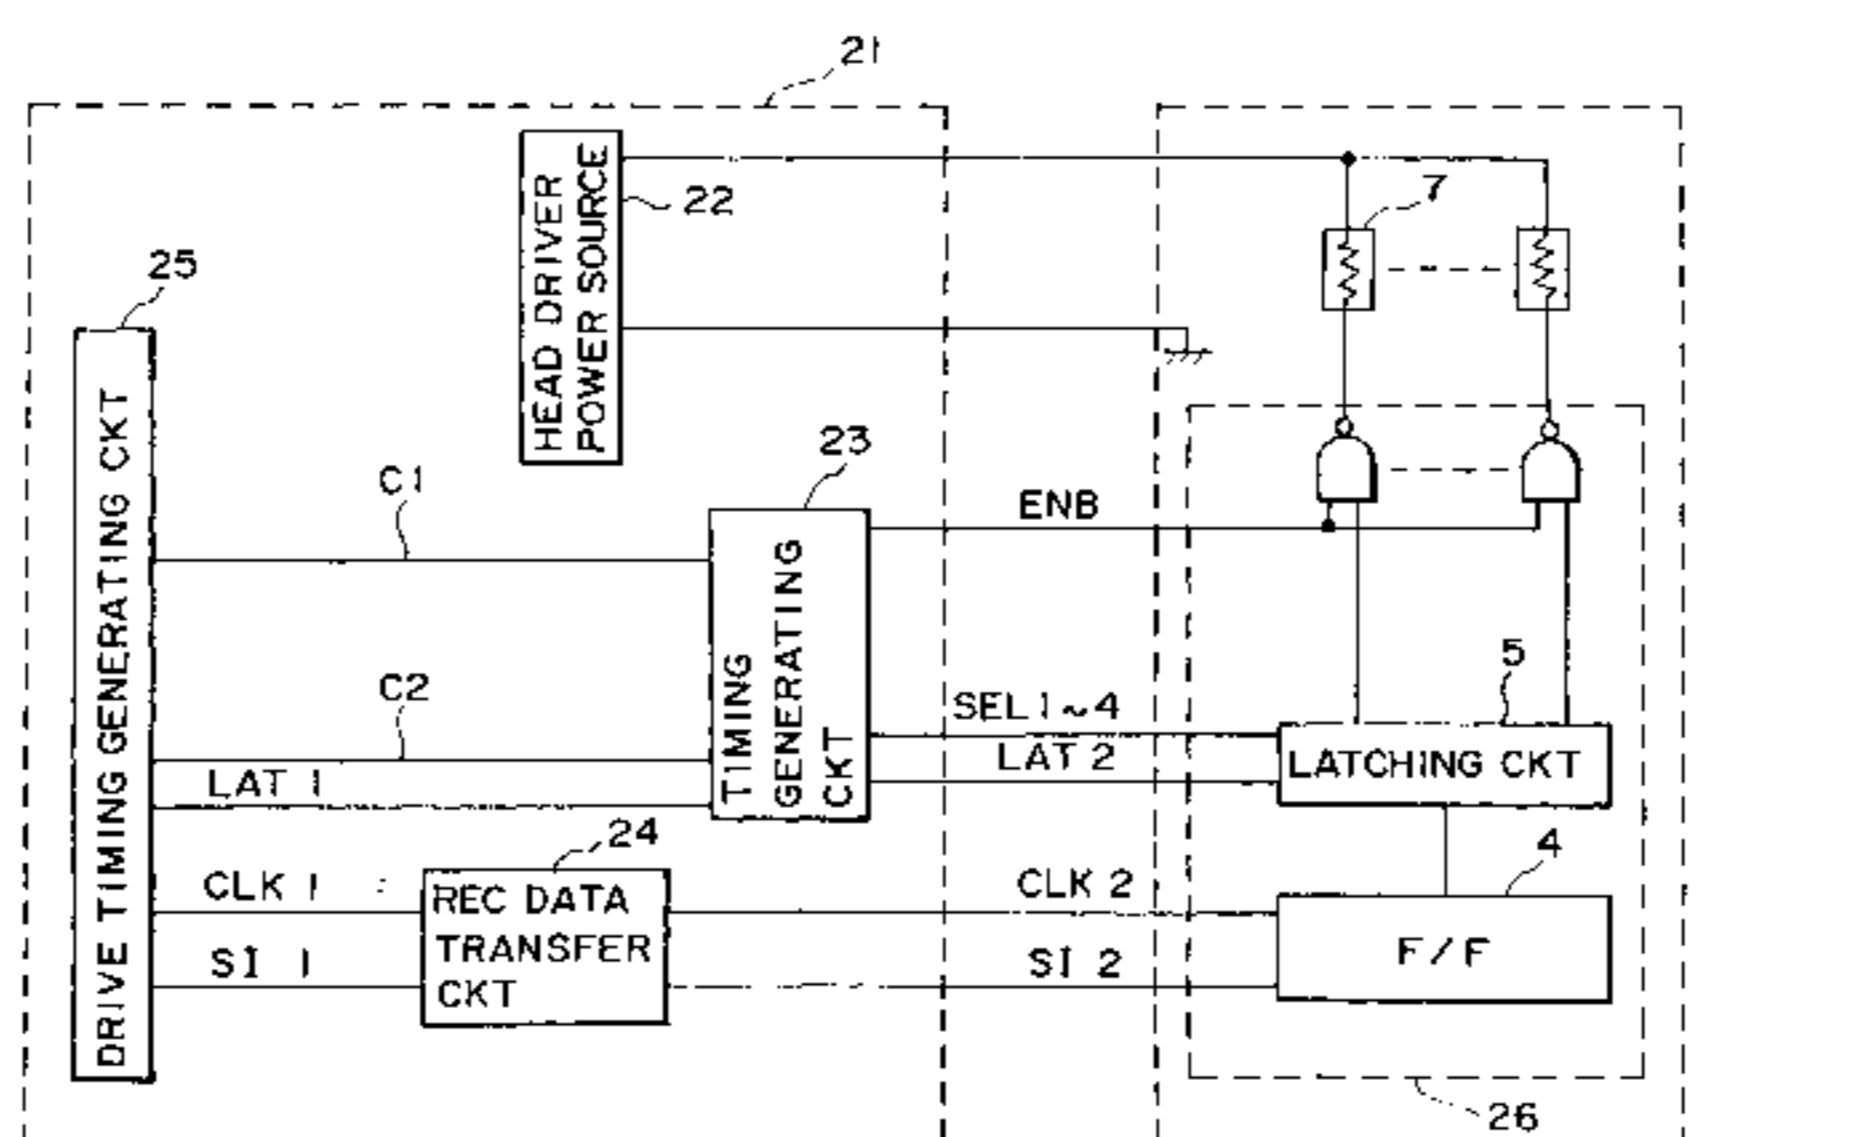 21
22
HEAD DRIVER
POWER SOURCE
7
25
DRIVE TIMING GENERATING CKT
C1
23
ENB
TIMING
GENERATING
CKT
C2
SEL 1~4
5
LAT 1
LAT 2
LATCHING CKT
24
4
CLK 1
REC DATA
TRANSFER
CKT
CLK 2
F/F
SI 1
SI 2
26